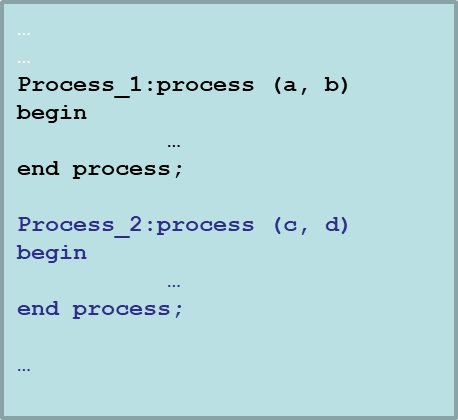 …
…
Process_1:process (a, b)
begin
…
end process;
Process_2:process (c, d)
begin
…
end process;
…